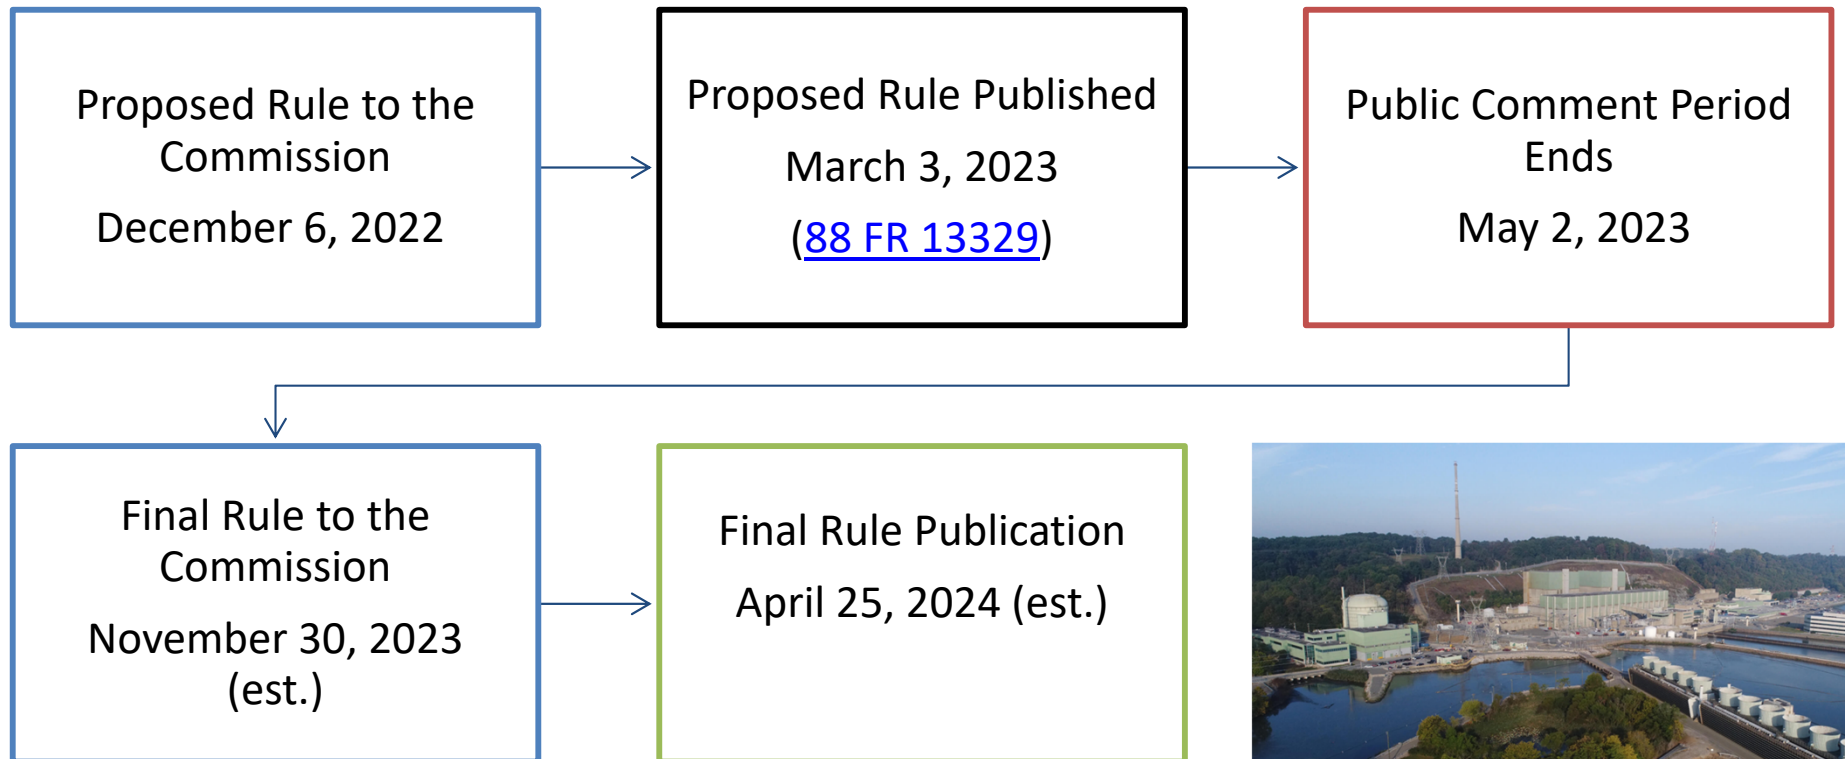 Proposed Rule to the
Commission
December 6, 2022
Proposed Rule Published
March 3, 2023
(88 FR 13329)
Public Comment Period
Ends
May 2, 2023
Final Rule to the
Commission
November 30, 2023
(est.)
Final Rule Publication
April 25, 2024 (est.)